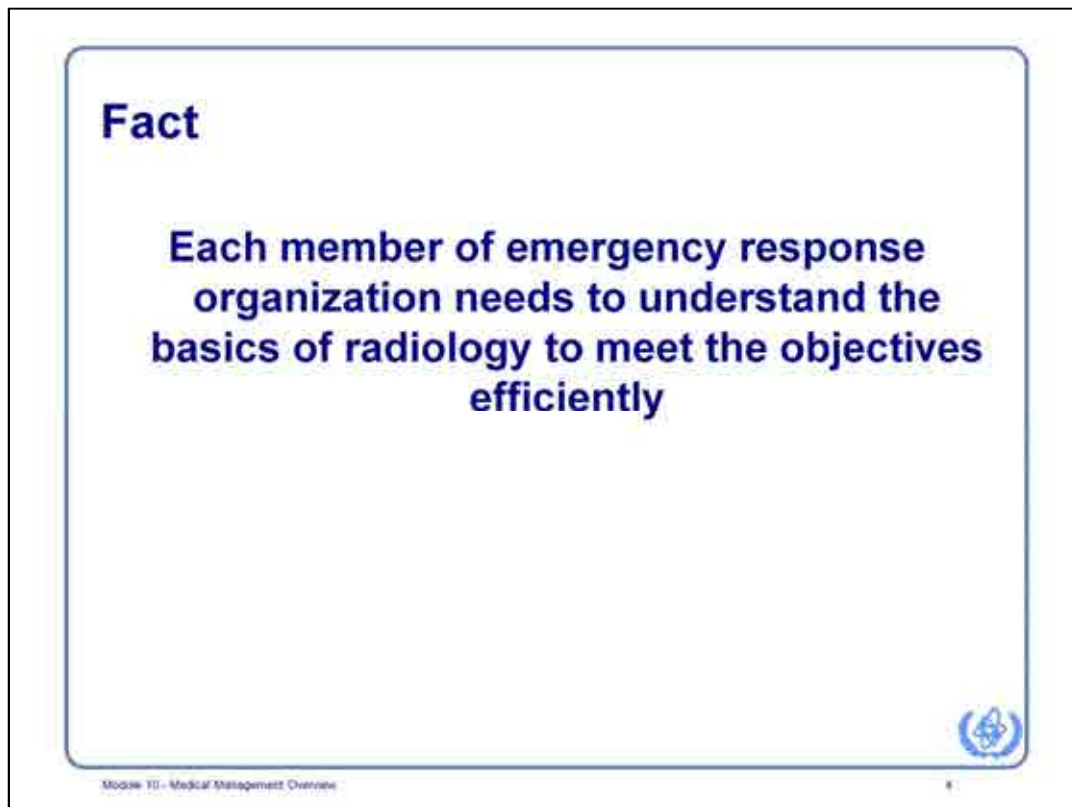 Fact
Each member of emergency response
organization needs to understand the
basics of radiology to meet the objectives
efficiently
Module 10 - Medical Management Overview